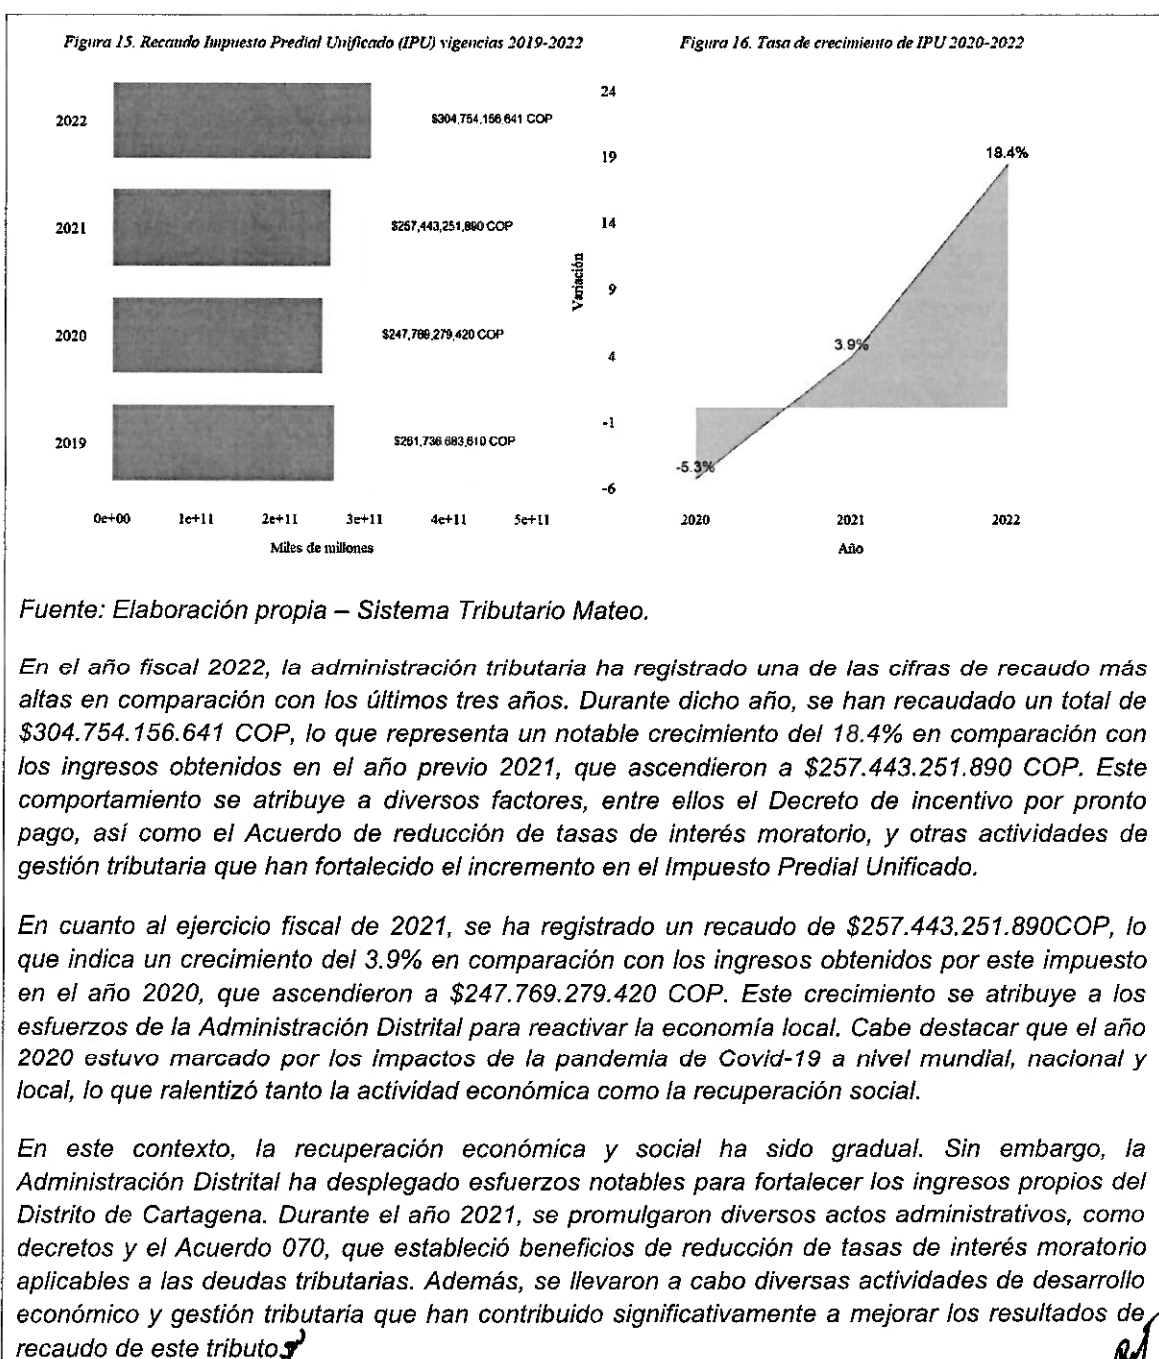 Figura 15. Recaudo Impuesto Predial Unificado (IPU) vigencias 2019-2022
2022
$304,754,156,641 COP
2021
$257,443,251,890 COP
2020
$247,769,279,420 COP
2019
$261,736,683,610 COP
0e+00 1e+11 2e+11 3e+11 4e+11 5e+11
Miles de millones
Figura 16. Tasa de crecimiento de IPU 2020-2022
24
19
14
9
4
-1
-6
Variación
18.4%
3.9%
-5.3%
2020 2021 2022
Año
Fuente: Elaboración propia – Sistema Tributario Mateo.
En el año fiscal 2022, la administración tributaria ha registrado una de las cifras de recaudo más
altas en comparación con los últimos tres años. Durante dicho año, se han recaudado un total de
$304.754.156.641 COP, lo que representa un notable crecimiento del 18.4% en comparación con
los ingresos obtenidos en el año previo 2021, que ascendieron a $257.443.251.890 COP. Este
comportamiento se atribuye a diversos factores, entre ellos el Decreto de incentivo por pronto
pago, así como el Acuerdo de reducción de tasas de interés moratorio, y otras actividades de
gestión tributaria que han fortalecido el incremento en el Impuesto Predial Unificado.
En cuanto al ejercicio fiscal de 2021, se ha registrado un recaudo de $257.443.251.890COP, lo
que indica un crecimiento del 3.9% en comparación con los ingresos obtenidos por este impuesto
en el año 2020, que ascendieron a $247.769.279.420 COP. Este crecimiento se atribuye a los
esfuerzos de la Administración Distrital para reactivar la economía local. Cabe destacar que el año
2020 estuvo marcado por los impactos de la pandemia de Covid-19 a nivel mundial, nacional y
local, lo que ralentizó tanto la actividad económica como la recuperación social.
En este contexto, la recuperación económica y social ha sido gradual. Sin embargo, la
Administración Distrital ha desplegado esfuerzos notables para fortalecer los ingresos propios del
Distrito de Cartagena. Durante el año 2021, se promulgaron diversos actos administrativos, como
decretos y el Acuerdo 070, que estableció beneficios de reducción de tasas de interés moratorio
aplicables a las deudas tributarias. Además, se llevaron a cabo diversas actividades de desarrollo
económico y gestión tributaria que han contribuido significativamente a mejorar los resultados de
recaudo de este tributo